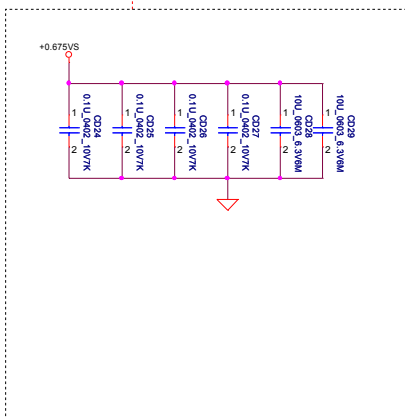 +0.675VS
1
2
CD24
0.1U_0402_10V7K
1
2
CD25
0.1U_0402_10V7K
1
2
CD26
0.1U_0402_10V7K
1
2
CD27
0.1U_0402_10V7K
1
2
CD28
10U_0603_6.3V6M
1
2
CD29
10U_0603_6.3V6M